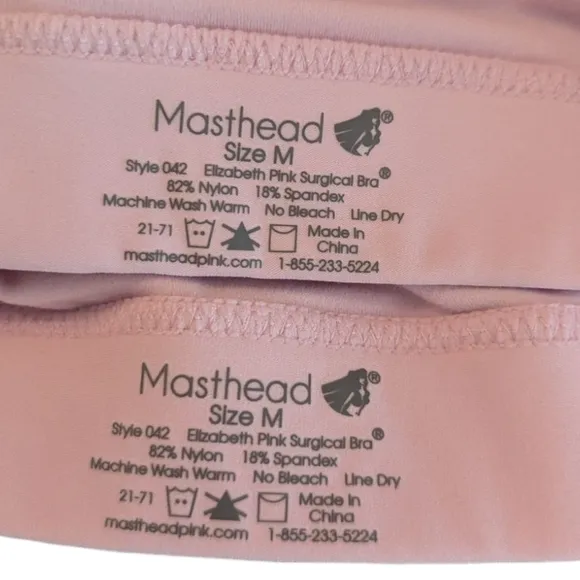 Masthead ®
Size M
Style 042 Elizabeth Pink Surgical Bra®
82% Nylon 18% Spandex
Machine Wash Warm No Bleach Line Dry
21-71 Made In
China
mastheadpink.com 1-855-233-5224
Masthead ®
Size M
Style 042 Elizabeth Pink Surgical Bra®
82% Nylon 18% Spandex
Machine Wash Warm No Bleach Line Dry
21-71 Made In
China
mastheadpink.com 1-855-233-5224